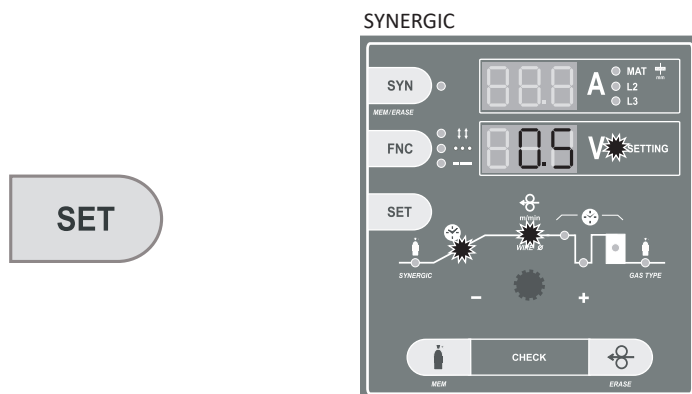 SYNERGIC
SET
SYN
MEM/ERASE
FNC
SET
88.8 A
MAT
min
L2
L3
0.5 V SETTING
m/min
WIRE Ø
SYNERGIC
GAS TYPE
- +
CHECK
MEM
ERASE